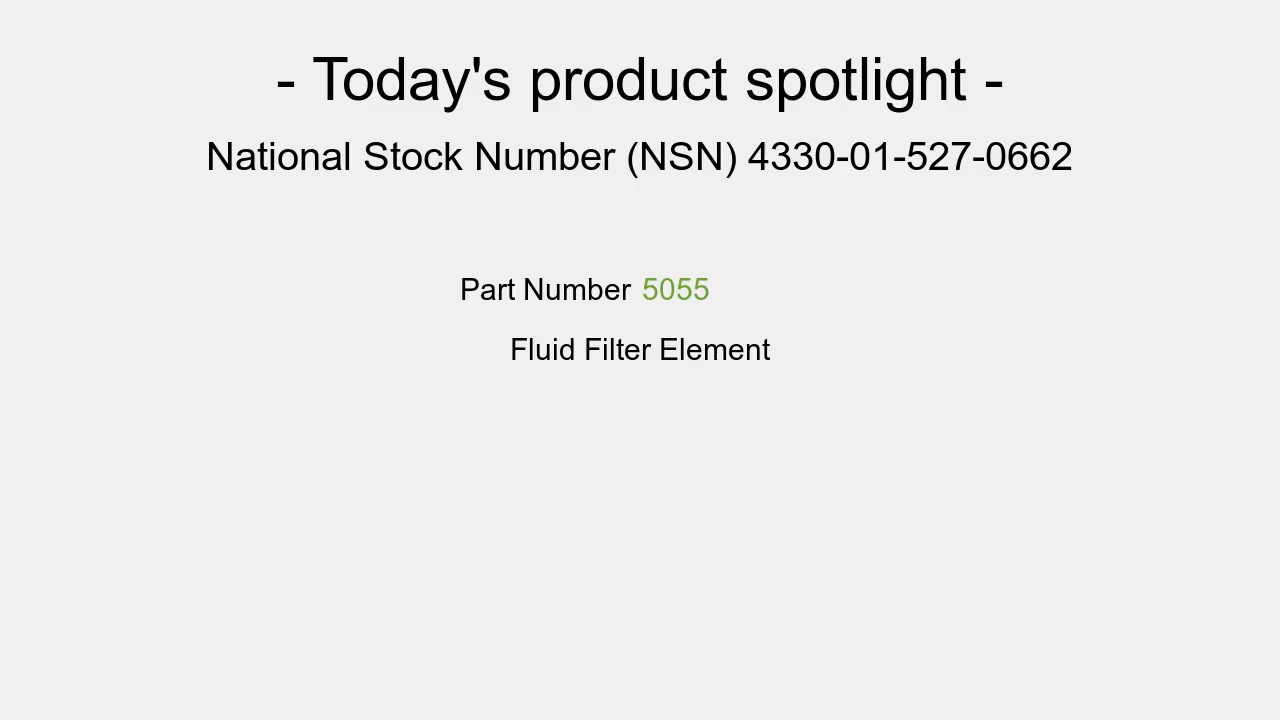 - Today's product spotlight -
National Stock Number (NSN) 4330-01-527-0662
Part Number 5055
Fluid Filter Element